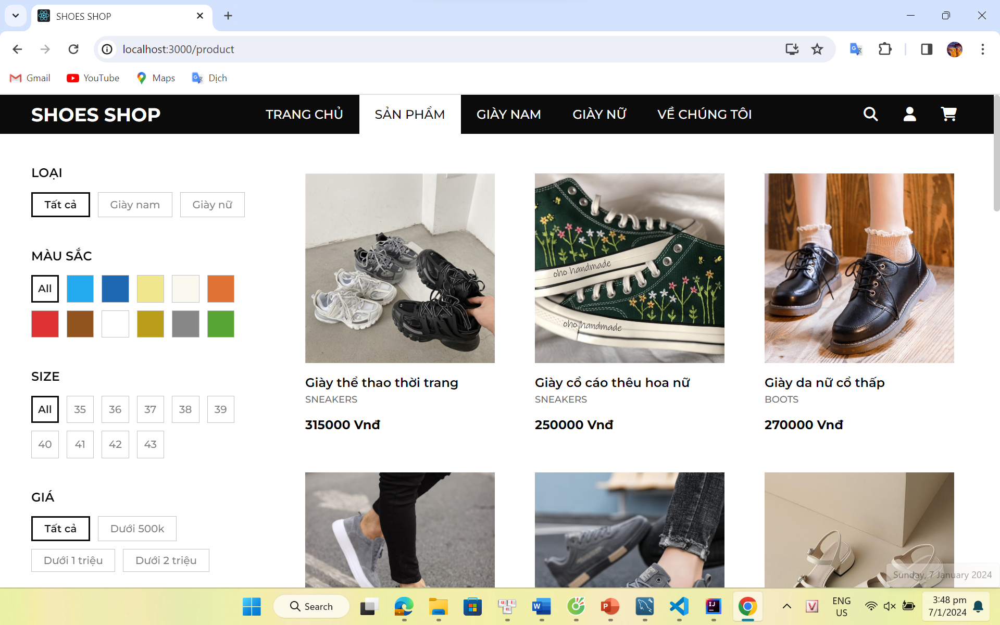 SHOES SHOP
localhost:3000/product
Gmail
YouTube
Maps
Dịch
SHOES SHOP
TRANG CHỦ
SẢN PHẨM
GIÀY NAM
GIÀY NỮ
VỀ CHÚNG TÔI
LOẠI
Tất cả
Giày nam
Giày nữ
MÀU SẮC
All
SIZE
All
35
36
37
38
39
40
41
42
43
GIÁ
Tất cả
Dưới 500k
Dưới 1 triệu
Dưới 2 triệu
oho handmade
oho handmade
Giày thể thao thời trang
SNEAKERS
315000 Vnđ
Giày cổ cáo thêu hoa nữ
SNEAKERS
250000 Vnđ
Giày da nữ cổ thấp
BOOTS
270000 Vnđ
Sunday, 7 January 2024
Search
ENG
US
3:48 pm
7/1/2024